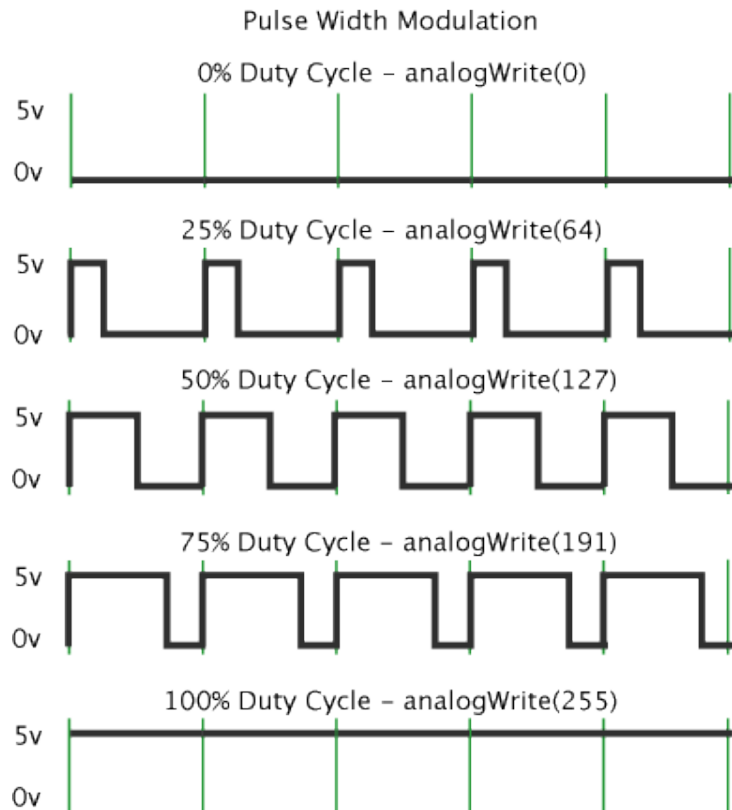 Pulse Width Modulation
0% Duty Cycle – analogWrite(0)
5v
0v
25% Duty Cycle – analogWrite(64)
5v
0v
50% Duty Cycle – analogWrite(127)
5v
0v
75% Duty Cycle – analogWrite(191)
5v
0v
100% Duty Cycle – analogWrite(255)
5v
0v